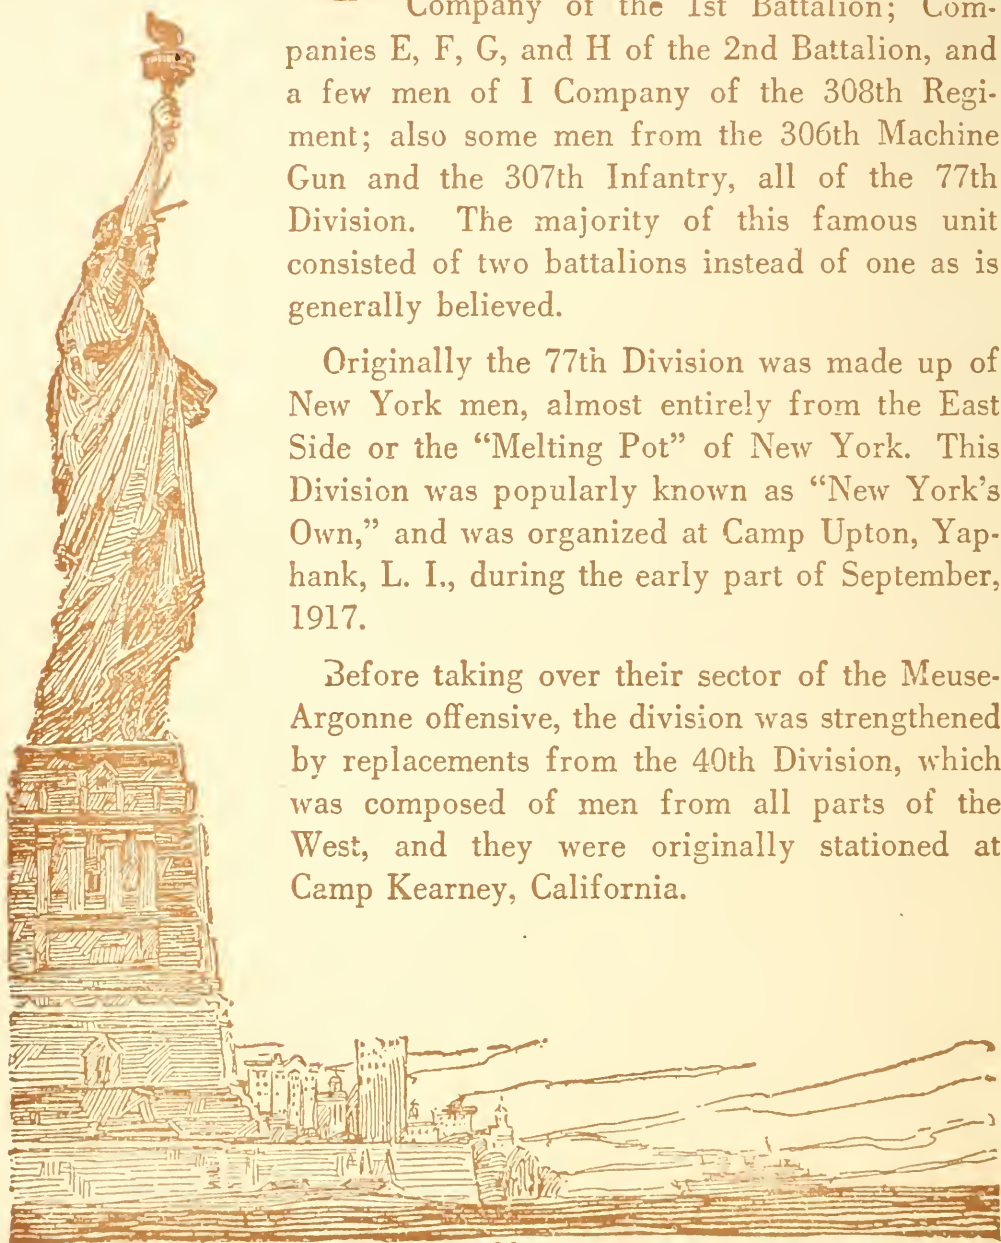 Company of the 1st Battalion; Com-
panies E, F, G, and H of the 2nd Battalion, and
a few men of I Company of the 308th Regi-
ment; also some men from the 306th Machine
Gun and the 307th Infantry, all of the 77th
Division. The majority of this famous unit
consisted of two battalions instead of one as is
generally believed.
Originally the 77th Division was made up of
New York men, almost entirely from the East
Side or the “Melting Pot” of New York. This
Division was popularly known as “New York’s
Own,” and was organized at Camp Upton, Yap-
hank, L. I., during the early part of September,
1917.
Before taking over their sector of the Meuse-
Argonne offensive, the division was strengthened
by replacements from the 40th Division, which
was composed of men from all parts of the
West, and they were originally stationed at
Camp Kearney, California.